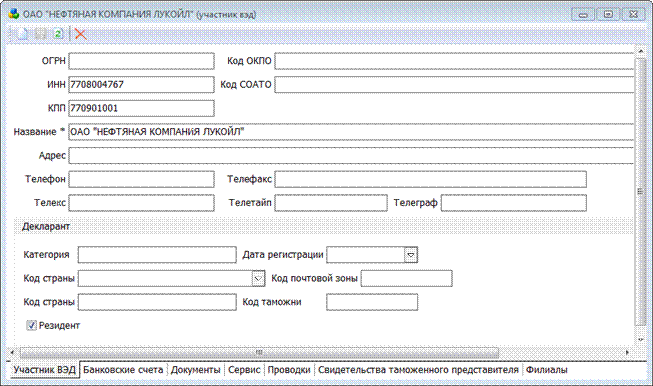 ОАО "НЕФТЯНАЯ КОМПАНИЯ ЛУКОЙЛ" (участник вэд)
ОГРН Код ОКПО
ИНН 7708004767 Код СОАТО
КПП 770901001
Название * ОАО "НЕФТЯНАЯ КОМПАНИЯ ЛУКОЙЛ"
Адрес
Телефон Телефакс
Телекс Телетайп Телеграф
Декларант
Категория Дата регистрации
Код страны Код почтовой зоны
Код страны Код таможни
Резидент
Участник ВЭД Банковские счета Документы Сервис Проводки Свидетельства таможенного представителя Филиалы